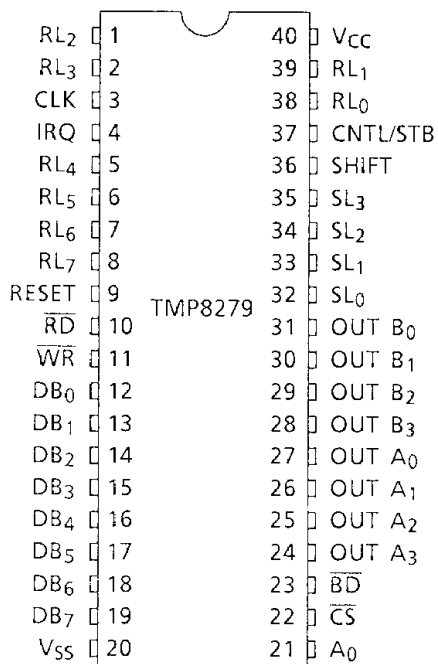 RL₂ 1 40 VCC
RL₃ 2 39 RL₁
CLK 3 38 RL₀
IRQ 4 37 CNTL/STB
RL₄ 5 36 SHIFT
RL₅ 6 35 SL₃
RL₆ 7 34 SL₂
RL₇ 8 33 SL₁
RESET 9 32 SL₀
TMP8279
R̅D̅ 10 31 OUT B₀
W̅R̅ 11 30 OUT B₁
DB₀ 12 29 OUT B₂
DB₁ 13 28 OUT B₃
DB₂ 14 27 OUT A₀
DB₃ 15 26 OUT A₁
DB₄ 16 25 OUT A₂
DB₅ 17 24 OUT A₃
DB₆ 18 23 B̅D̅
DB₇ 19 22 C̅S̅
VSS 20 21 A₀